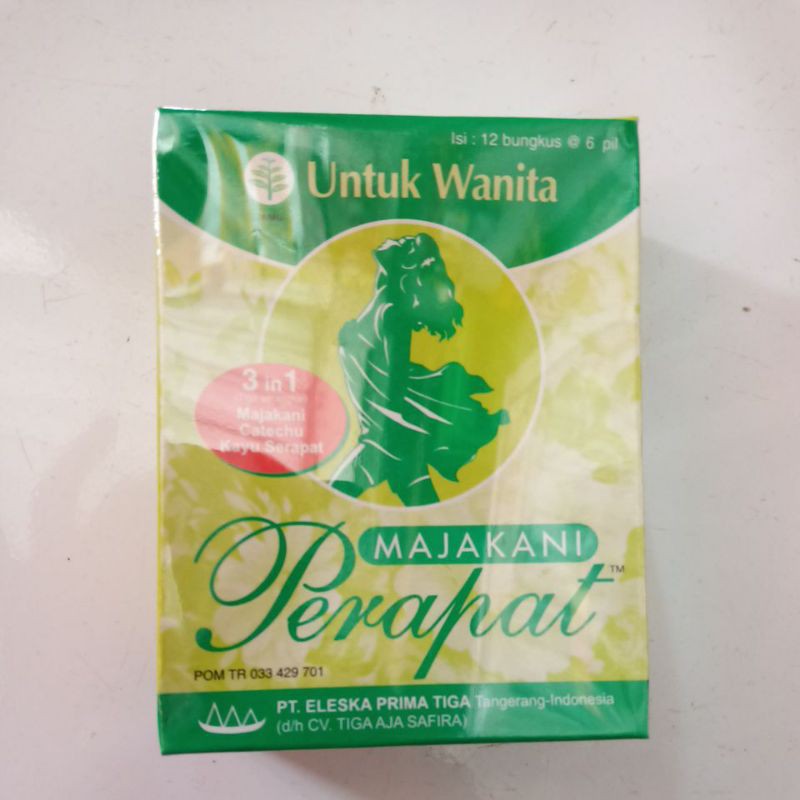 Isi : 12 bungkus @ 6 pil
Untuk Wanita
3 in 1
Majakani
Catechu
Kayu Serapat
MAJAKANI
Perapat™
POM TR 033 429 701
PT. ELESKA PRIMA TIGA Tangerang-Indonesia
(d/h CV. TIGA AJA SAFIRA)